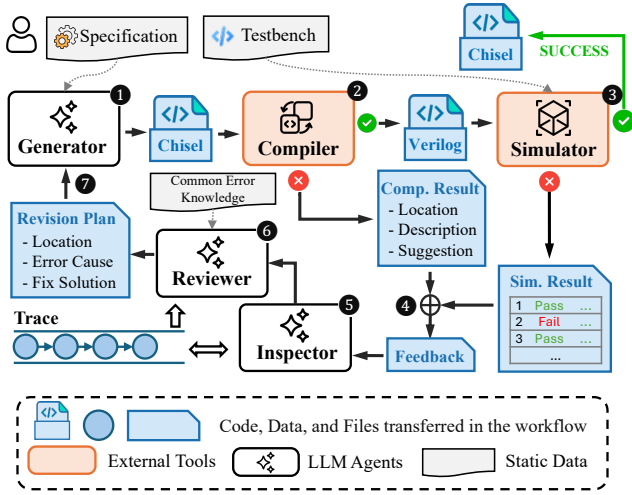 Specification
Testbench
Chisel
SUCCESS
1
Generator
</>
Chisel
2
Compiler
</>
Verilog
3
Simulator
7
Common Error
Knowledge
Comp. Result
- Location
- Description
- Suggestion
Revision Plan
- Location
- Error Cause
- Fix Solution
6
Reviewer
4
Sim. Result
1 Pass ...
2 Fail ...
3 Pass ...
...
Trace
5
Inspector
Feedback
</>
Code, Data, and Files transferred in the workflow
External Tools
LLM Agents
Static Data